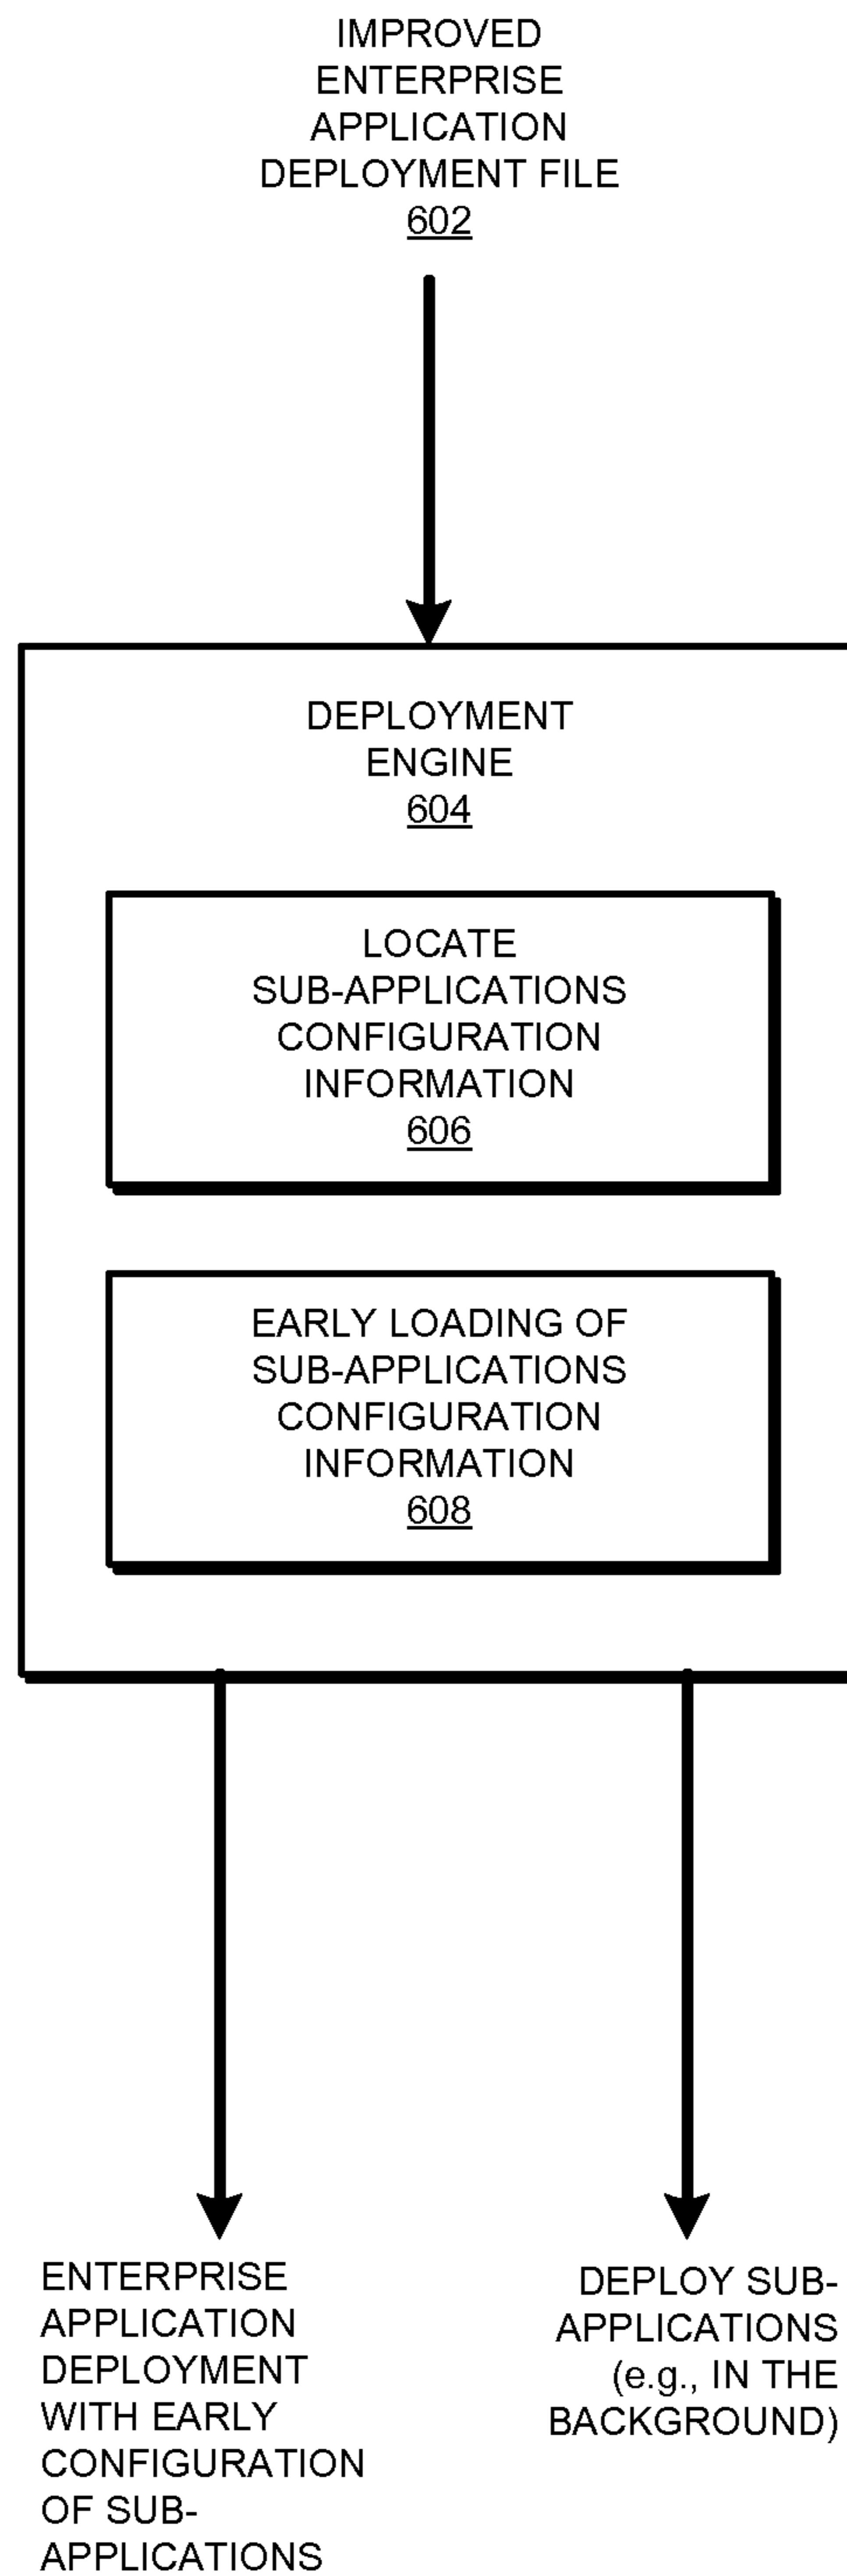 IMPROVED
ENTERPRISE
APPLICATION
DEPLOYMENT FILE
602
DEPLOYMENT
ENGINE
604
LOCATE
SUB-APPLICATIONS
CONFIGURATION
INFORMATION
606
EARLY LOADING OF
SUB-APPLICATIONS
CONFIGURATION
INFORMATION
608
ENTERPRISE
APPLICATION
DEPLOYMENT
WITH EARLY
CONFIGURATION
OF SUB-
APPLICATIONS
DEPLOY SUB-
APPLICATIONS
(e.g., IN THE
BACKGROUND)